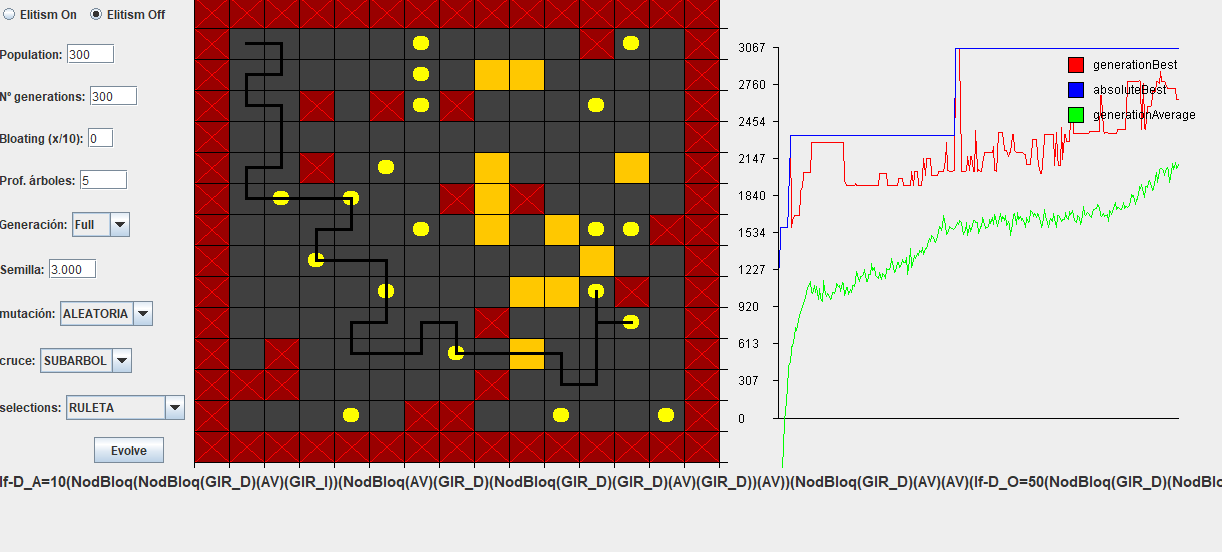 Elitism On Elitism Off
Population: 300
Nº generations: 300
Bloating (x/10): 0
Prof. árboles: 5
Generación: Full
Semilla: 3.000
mutación: ALEATORIA
cruce: SUBARBOL
selections: RULETA
Evolve
3067
2760
2454
2147
1840
1534
1227
920
613
307
0
generationBest
absoluteBest
generationAverage
If-D_A=10(NodBloq(NodBloq(GIR_D)(AV)(GIR_I))(NodBloq(AV)(GIR_D)(NodBloq(GIR_D)(GIR_D)(AV)(GIR_D))(AV))(NodBloq(GIR_D)(AV)(AV)(If-D_O=50(NodBloq(GIR_D)(NodBlo